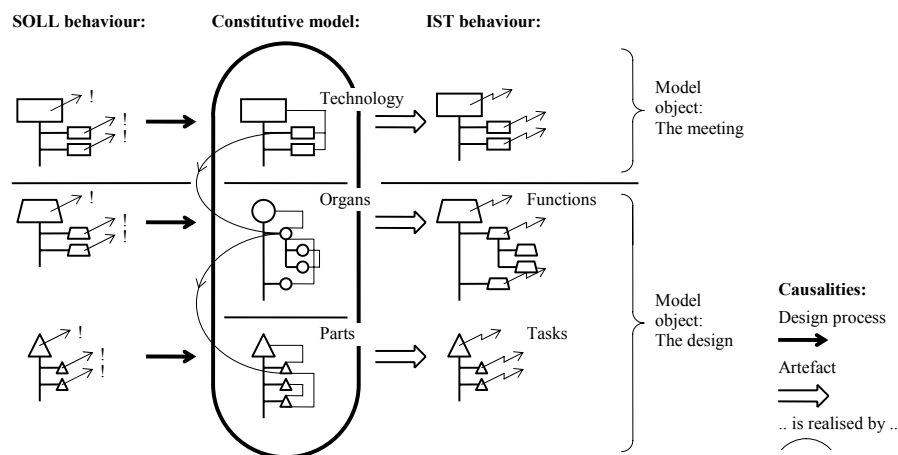 SOLL behaviour: Constitutive model: IST behaviour:
! Technology
!
!
Model
object:
The meeting
! Organs Functions
!
!
Model
object:
The design
! Parts Tasks
!
!
Causalities:
Design process
Artefact
.. is realised by ..